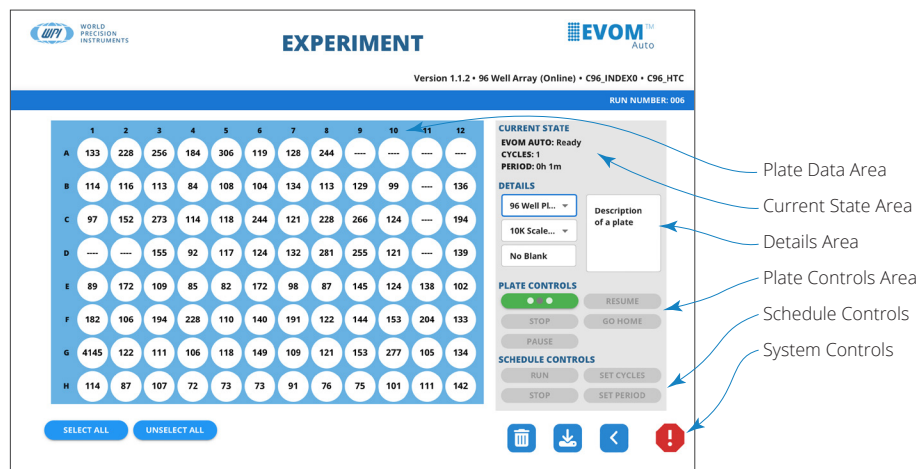 WPI
WORLD
PRECISION
INSTRUMENTS
EXPERIMENT
EVOM™
Auto
Version 1.1.2 • 96 Well Array (Online) • C96_INDEX0 • C96_HTC
RUN NUMBER: 006
1 2 3 4 5 6 7 8 9 10 11 12
A 133 228 256 184 306 119 128 244 ---- ---- ---- ----
B 114 116 113 84 108 104 134 113 129 99 ---- 136
C 97 152 273 114 118 244 121 228 266 124 ---- 194
D ---- ---- 155 92 117 124 132 281 255 121 ---- 139
E 89 172 109 85 82 172 98 87 145 124 138 102
F 182 106 194 228 110 140 191 122 144 153 204 133
G 4145 122 111 106 118 149 109 121 153 277 105 134
H 114 87 107 72 73 73 91 76 75 101 111 142
SELECT ALL
UNSELECT ALL
CURRENT STATE
EVOM AUTO: Ready
CYCLES: 1
PERIOD: 0h 1m
DETAILS
96 Well Pl...
10K Scale...
No Blank
Description
of a plate
PLATE CONTROLS
RESUME
STOP
GO HOME
PAUSE
SCHEDULE CONTROLS
RUN
SET CYCLES
STOP
SET PERIOD
Plate Data Area
Current State Area
Details Area
Plate Controls Area
Schedule Controls
System Controls